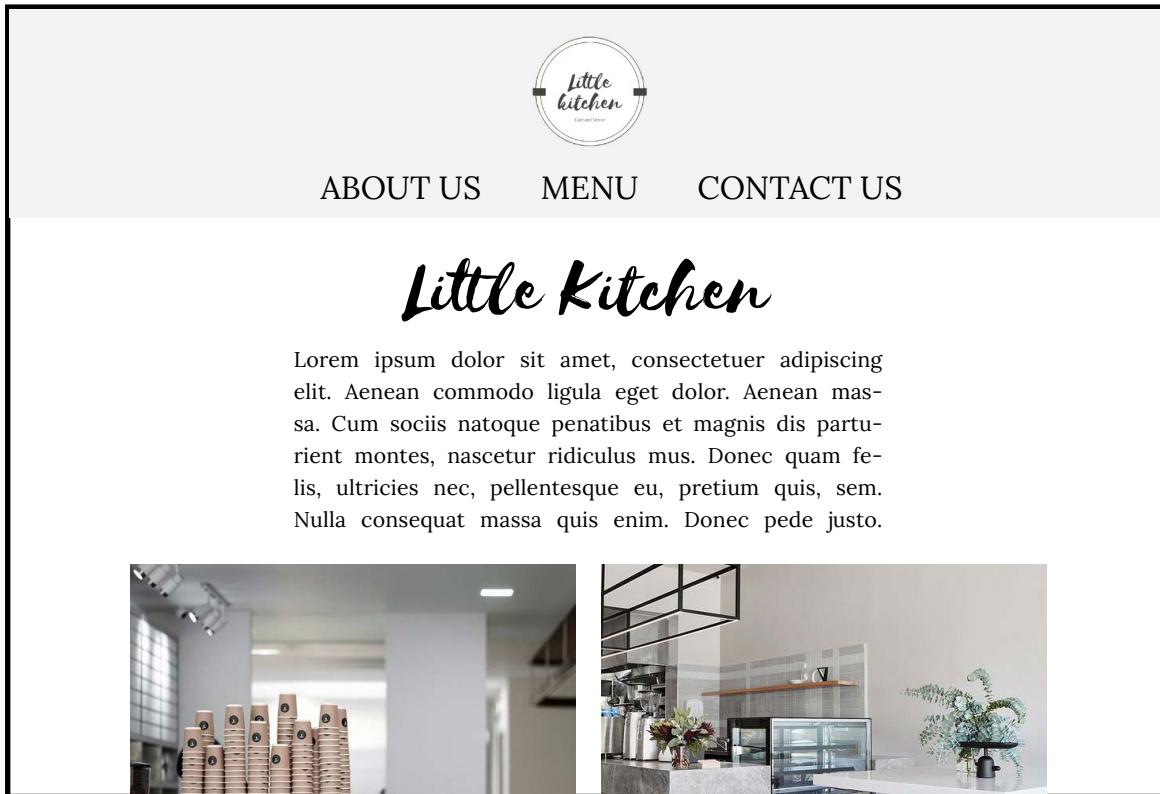 Little
kitchen
Café and Venue
ABOUT US MENU CONTACT US
Little Kitchen
Lorem ipsum dolor sit amet, consectetuer adipiscing
elit. Aenean commodo ligula eget dolor. Aenean mas-
sa. Cum sociis natoque penatibus et magnis dis partu-
rient montes, nascetur ridiculus mus. Donec quam fe-
lis, ultricies nec, pellentesque eu, pretium quis, sem.
Nulla consequat massa quis enim. Donec pede justo.